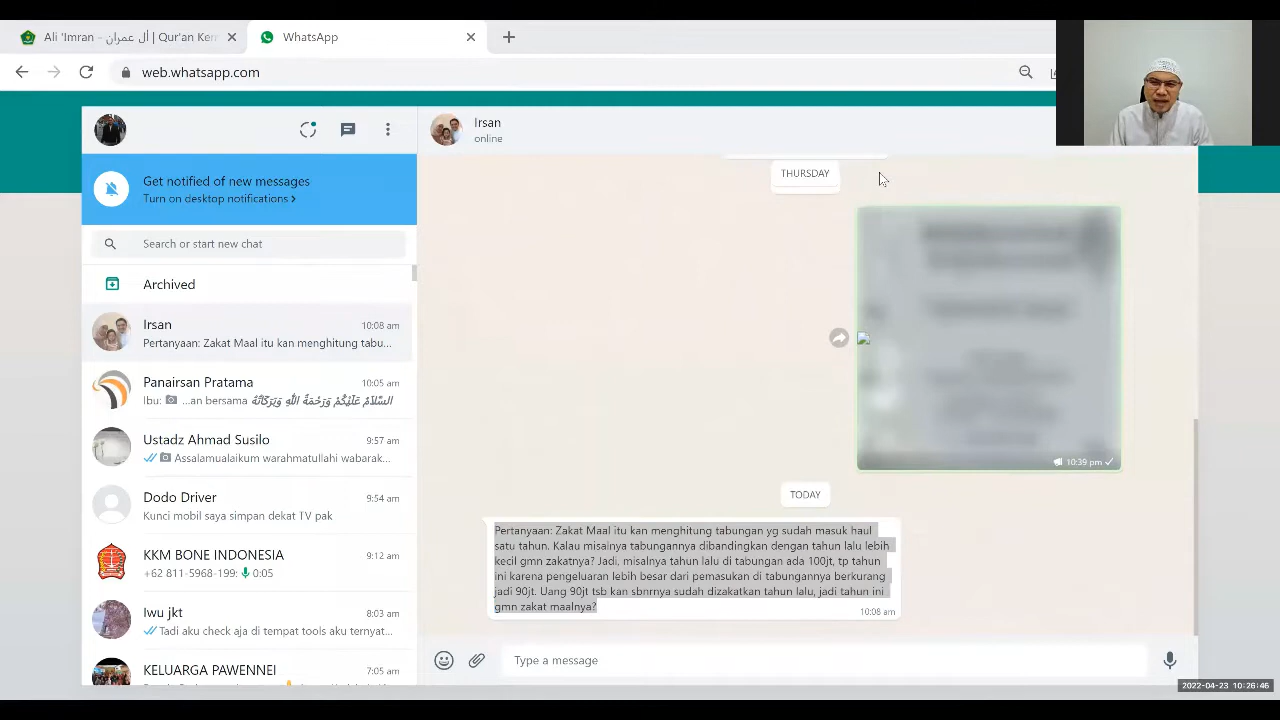 Ali 'Imran - آل عمران | Qur'an Ker
WhatsApp
web.whatsapp.com
Get notified of new messages
Turn on desktop notifications
Search or start new chat
Archived
Irsan
10:08 am
Pertanyaan: Zakat Maal itu kan menghitung tabu...
Panairsan Pratama
10:05 am
Ibu: ...an bersama السَّلاَمُ عَلَيْكُمْ وَرَحْمَةُ اللهِ وَبَرَكَاتُهُ
Ustadz Ahmad Susilo
9:57 am
Assalamualaikum warahmatullahi wabarak...
Dodo Driver
9:54 am
Kunci mobil saya simpan dekat TV pak
KKM BONE INDONESIA
9:12 am
+62 811-5968-199: 0:05
Iwu jkt
8:03 am
Tadi aku check aja di tempat tools aku ternyat...
KELUARGA PAWENNEI
7:05 am
Irsan
online
THURSDAY
10:39 pm
TODAY
Pertanyaan: Zakat Maal itu kan menghitung tabungan yg sudah masuk haul
satu tahun. Kalau misalnya tabungannya dibandingkan dengan tahun lalu lebih
kecil gmn zakatnya? Jadi, misalnya tahun lalu di tabungan ada 100jt, tp tahun
ini karena pengeluaran lebih besar dari pemasukan di tabungannya berkurang
jadi 90jt. Uang 90jt tsb kan sbnrnya sudah dizakatkan tahun lalu, jadi tahun ini
gmn zakat maalnya?
10:08 am
Type a message
2022-04-23 10:26:46